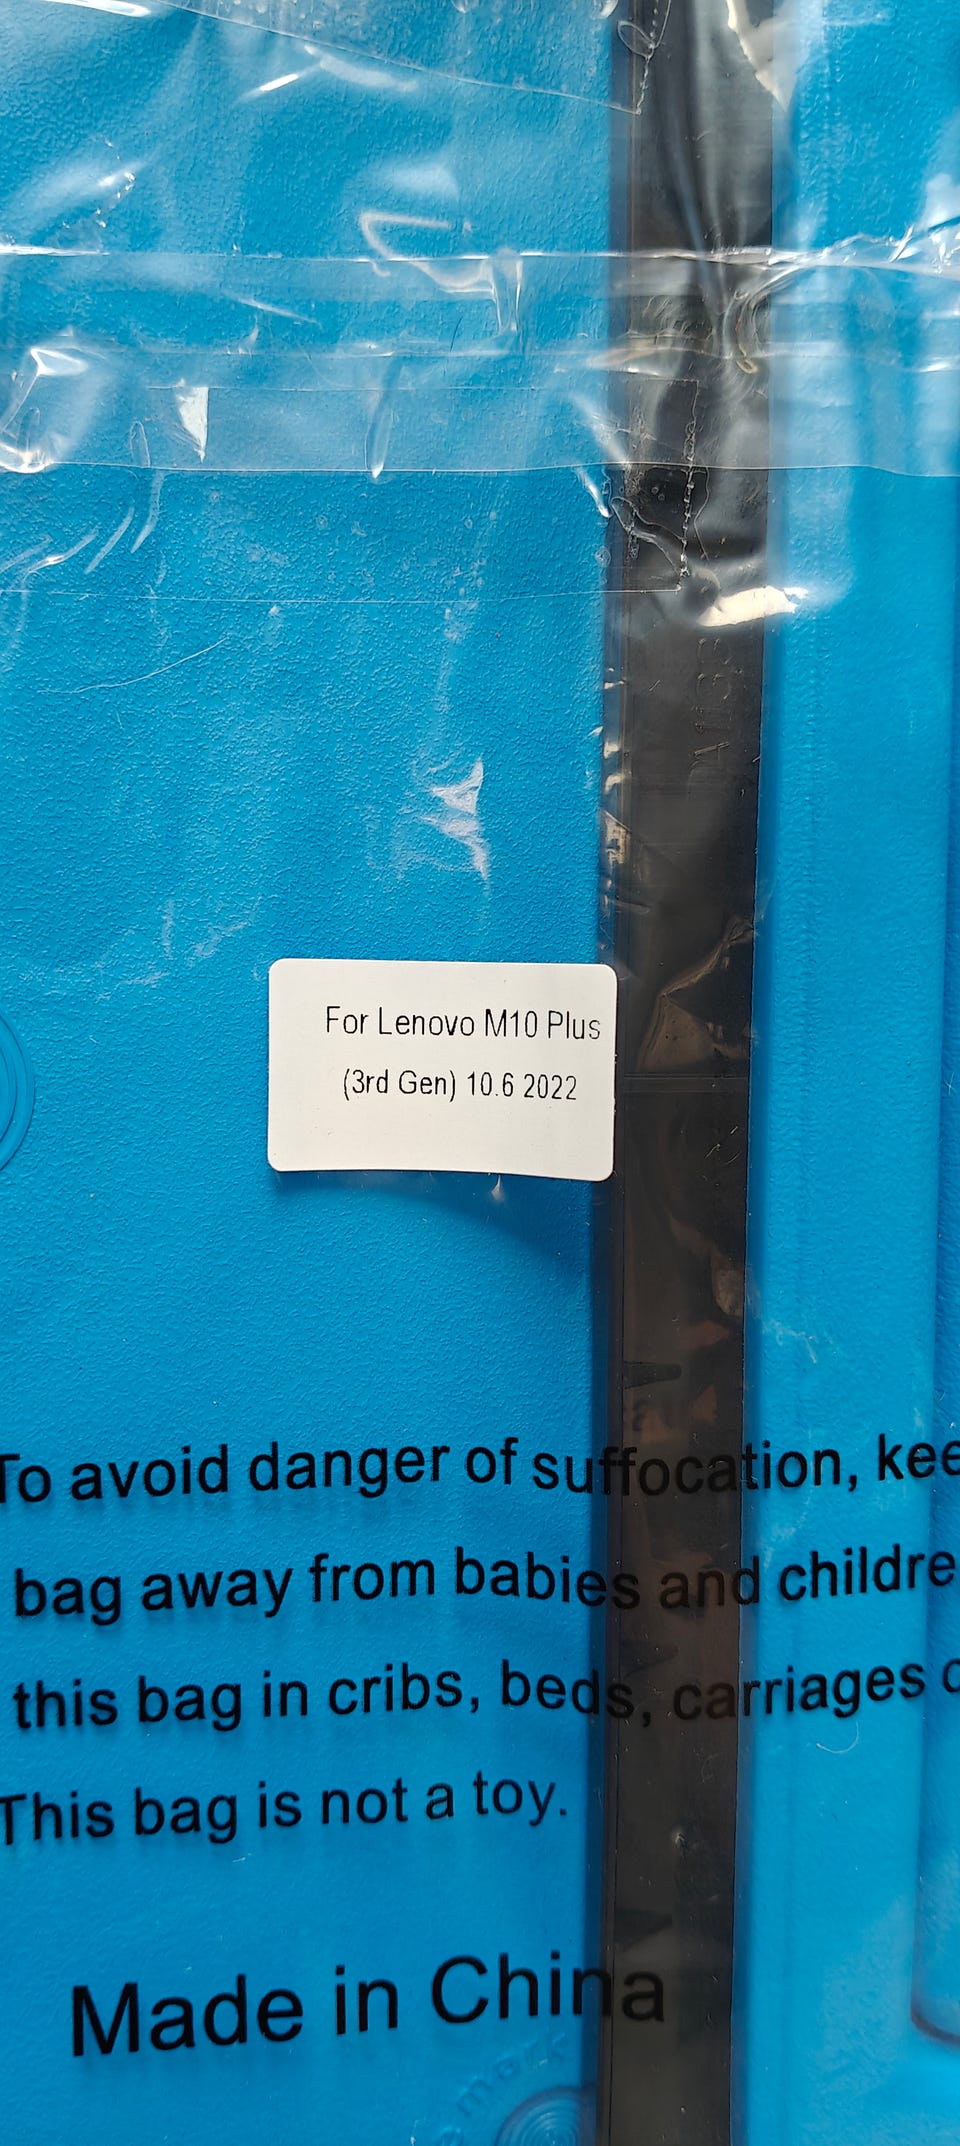 For Lenovo M10 Plus
(3rd Gen) 10.6 2022
To avoid danger of suffocation, kee
bag away from babies and childre
this bag in cribs, beds, carriages
This bag is not a toy.
Made in China